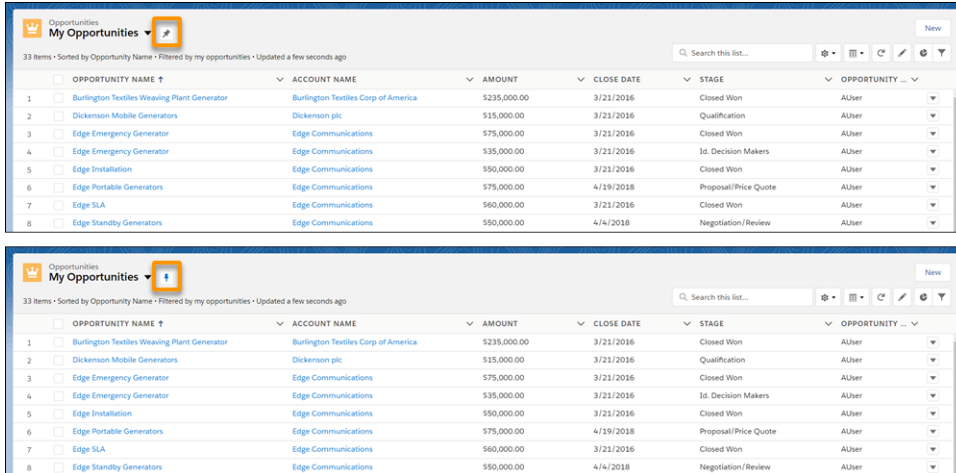 Opportunities
My Opportunities
New
33 items • Sorted by Opportunity Name • Filtered by my opportunities • Updated a few seconds ago
Search this list...
OPPORTUNITY NAME ↑ ACCOUNT NAME AMOUNT CLOSE DATE STAGE OPPORTUNITY ...
1 Burlington Textiles Weaving Plant Generator Burlington Textiles Corp of America $235,000.00 3/21/2016 Closed Won AUser
2 Dickenson Mobile Generators Dickenson plc $15,000.00 3/21/2016 Qualification AUser
3 Edge Emergency Generator Edge Communications $75,000.00 3/21/2016 Closed Won AUser
4 Edge Emergency Generator Edge Communications $35,000.00 3/21/2016 Id. Decision Makers AUser
5 Edge Installation Edge Communications $50,000.00 3/21/2016 Closed Won AUser
6 Edge Portable Generators Edge Communications $75,000.00 4/19/2018 Proposal/Price Quote AUser
7 Edge SLA Edge Communications $60,000.00 3/21/2016 Closed Won AUser
8 Edge Standby Generators Edge Communications $50,000.00 4/4/2018 Negotiation/Review AUser
Opportunities
My Opportunities
New
33 items • Sorted by Opportunity Name • Filtered by my opportunities • Updated a few seconds ago
Search this list...
OPPORTUNITY NAME ↑ ACCOUNT NAME AMOUNT CLOSE DATE STAGE OPPORTUNITY ...
1 Burlington Textiles Weaving Plant Generator Burlington Textiles Corp of America $235,000.00 3/21/2016 Closed Won AUser
2 Dickenson Mobile Generators Dickenson plc $15,000.00 3/21/2016 Qualification AUser
3 Edge Emergency Generator Edge Communications $75,000.00 3/21/2016 Closed Won AUser
4 Edge Emergency Generator Edge Communications $35,000.00 3/21/2016 Id. Decision Makers AUser
5 Edge Installation Edge Communications $50,000.00 3/21/2016 Closed Won AUser
6 Edge Portable Generators Edge Communications $75,000.00 4/19/2018 Proposal/Price Quote AUser
7 Edge SLA Edge Communications $60,000.00 3/21/2016 Closed Won AUser
8 Edge Standby Generators Edge Communications $50,000.00 4/4/2018 Negotiation/Review AUser